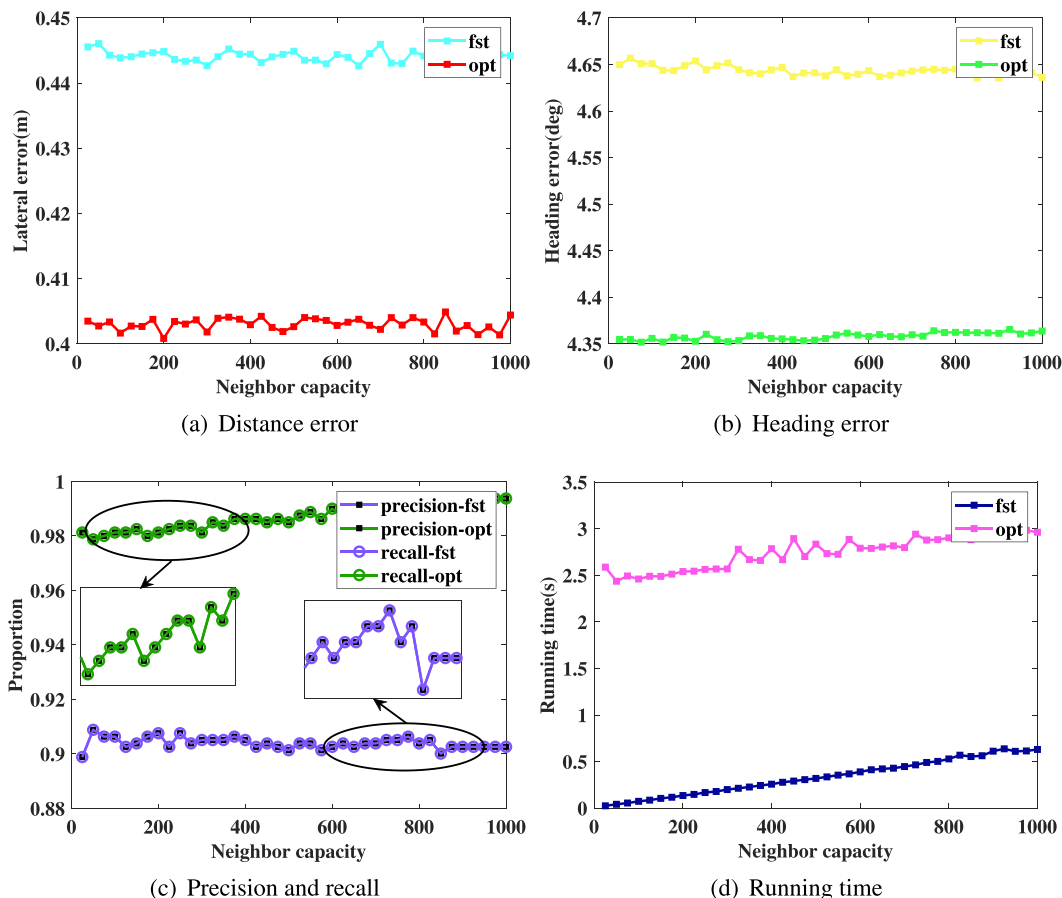 0.45
0.44
0.43
0.42
0.41
0.4
Lateral error(m)
fst
opt
0 200 400 600 800 1000
Neighbor capacity
(a) Distance error
4.7
4.65
4.6
4.55
4.5
4.45
4.4
4.35
Heading error(deg)
fst
opt
0 200 400 600 800 1000
Neighbor capacity
(b) Heading error
1
0.98
0.96
0.94
0.92
0.9
0.88
Proportion
precision-fst
precision-opt
recall-fst
recall-opt
0 200 400 600 800 1000
Neighbor capacity
(c) Precision and recall
3.5
3
2.5
2
1.5
1
0.5
0
Running time(s)
fst
opt
0 200 400 600 800 1000
Neighbor capacity
(d) Running time